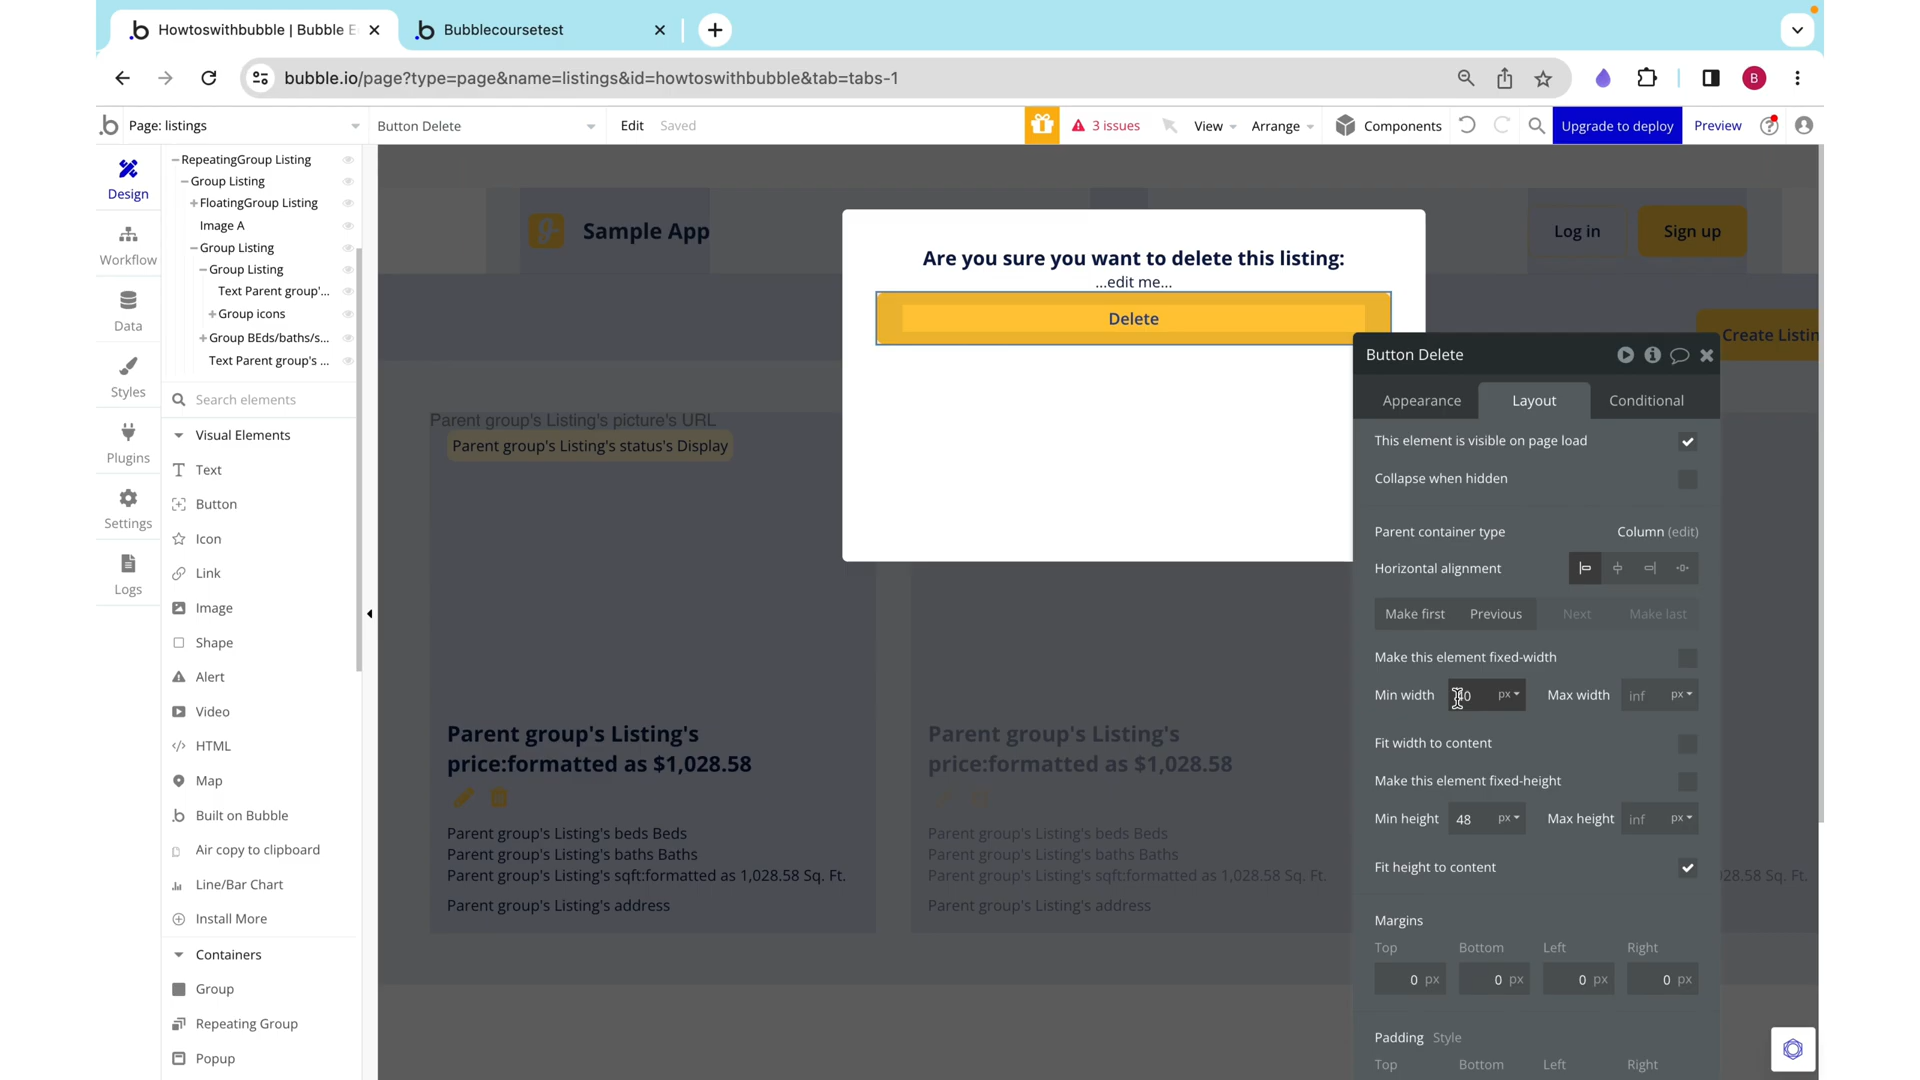 Howtoswithbubble | Bubble E
Bubblecoursetest
bubble.io/page?type=page&name=listings&id=howtoswithbubble&tab=tabs-1
B
Page: listings
Button Delete
Edit
Saved
3 issues
View
Arrange
Components
Upgrade to deploy
Preview
Design
Workflow
Data
Styles
Plugins
Settings
Logs
RepeatingGroup Listing
Group Listing
FloatingGroup Listing
Image A
Group Listing
Group Listing
Text Parent group'...
Group icons
Group BEds/baths/s...
Text Parent group's ...
Search elements
Visual Elements
Text
Button
Icon
Link
Image
Shape
Alert
Video
HTML
Map
Built on Bubble
Air copy to clipboard
Line/Bar Chart
Install More
Containers
Group
Repeating Group
Popup
Sample App
Log in
Sign up
Create Listin
Are you sure you want to delete this listing:
...edit me...
Delete
Parent group's Listing's picture's URL
Parent group's Listing's status's Display
Parent group's Listing's
price:formatted as $1,028.58
Parent group's Listing's beds Beds
Parent group's Listing's baths Baths
Parent group's Listing's sqft:formatted as 1,028.58 Sq. Ft.
Parent group's Listing's address
Parent group's Listing's
price:formatted as $1,028.58
Parent group's Listing's beds Beds
Parent group's Listing's baths Baths
Parent group's Listing's sqft:formatted as 1,028.58 Sq. Ft.
Parent group's Listing's address
28.58 Sq. Ft.
Button Delete
Appearance
Layout
Conditional
This element is visible on page load
Collapse when hidden
Parent container type
Column (edit)
Horizontal alignment
Make first
Previous
Next
Make last
Make this element fixed-width
Min width
px
Max width
inf
px
Fit width to content
Make this element fixed-height
Min height
48
px
Max height
inf
px
Fit height to content
Margins
Top
Bottom
Left
Right
0 px
0 px
0 px
0 px
Padding Style
Top
Bottom
Left
Right